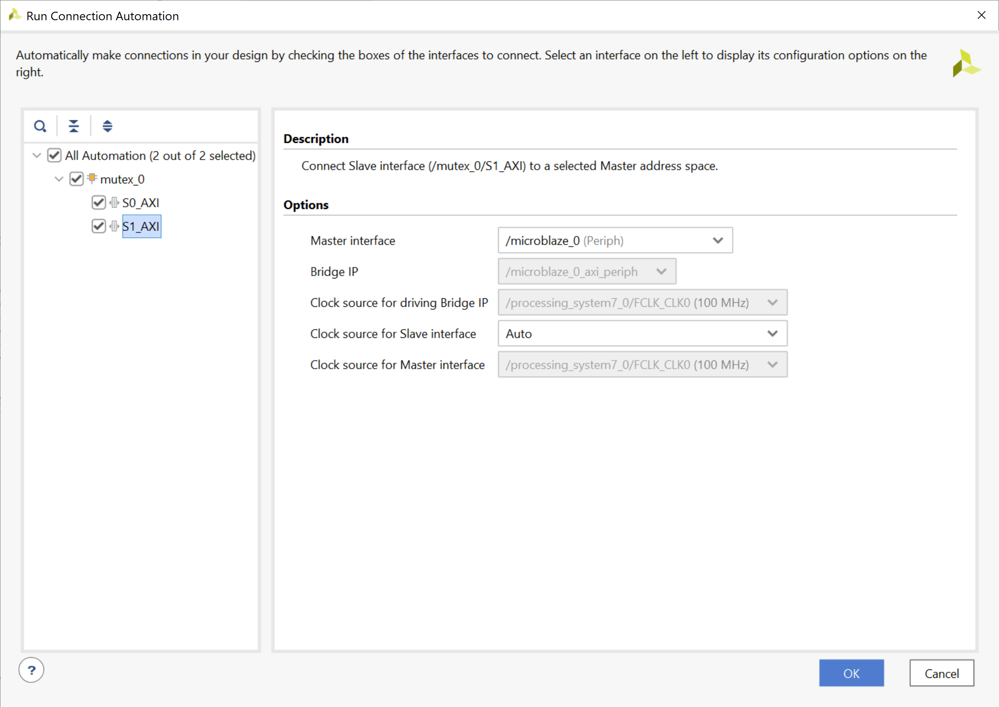 Run Connection Automation
Automatically make connections in your design by checking the boxes of the interfaces to connect. Select an interface on the left to display its configuration options on the
right.
All Automation (2 out of 2 selected)
mutex_0
S0_AXI
S1_AXI
Description
Connect Slave interface (/mutex_0/S1_AXI) to a selected Master address space.
Options
Master interface /microblaze_0 (Periph)
Bridge IP /microblaze_0_axi_periph
Clock source for driving Bridge IP /processing_system7_0/FCLK_CLK0 (100 MHz)
Clock source for Slave interface Auto
Clock source for Master interface /processing_system7_0/FCLK_CLK0 (100 MHz)
?
OK
Cancel